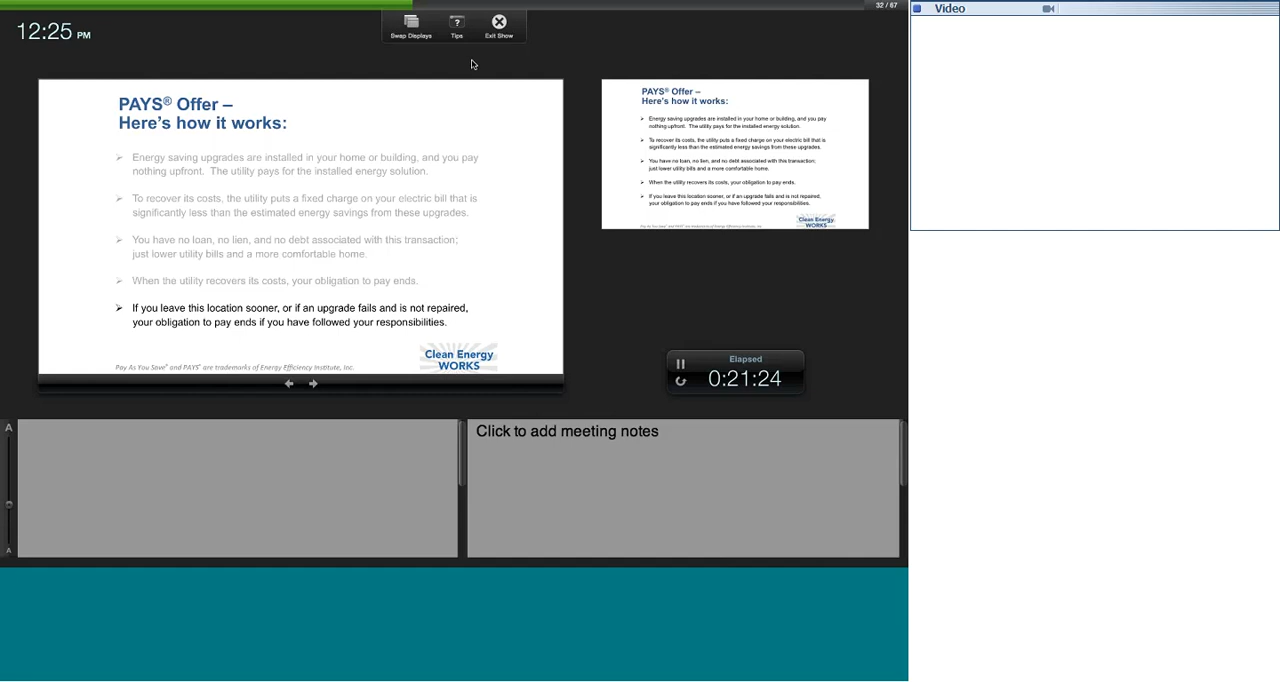 32 / 67
Video
12:25 PM
Swap Displays
Tips
Exit Show
PAYS® Offer –
Here's how it works:
➢ Energy saving upgrades are installed in your home or building, and you pay
nothing upfront. The utility pays for the installed energy solution.
➢ To recover its costs, the utility puts a fixed charge on your electric bill that is
significantly less than the estimated energy savings from these upgrades.
➢ You have no loan, no lien, and no debt associated with this transaction;
just lower utility bills and a more comfortable home.
➢ When the utility recovers its costs, your obligation to pay ends.
➢ If you leave this location sooner, or if an upgrade fails and is not repaired,
your obligation to pay ends if you have followed your responsibilities.
Clean Energy
WORKS
Pay As You Save® and PAYS® are trademarks of Energy Efficiency Institute, Inc.
PAYS® Offer –
Here's how it works:
➢ Energy saving upgrades are installed in your home or building, and you pay
nothing upfront. The utility pays for the installed energy solution.
➢ To recover its costs, the utility puts a fixed charge on your electric bill that is
significantly less than the estimated energy savings from these upgrades.
➢ You have no loan, no lien, and no debt associated with this transaction;
just lower utility bills and a more comfortable home.
➢ When the utility recovers its costs, your obligation to pay ends.
➢ If you leave this location sooner, or if an upgrade fails and is not repaired,
your obligation to pay ends if you have followed your responsibilities.
Clean Energy
WORKS
Pay As You Save® and PAYS® are trademarks of Energy Efficiency Institute, Inc.
Elapsed
0:21:24
A
A
Click to add meeting notes